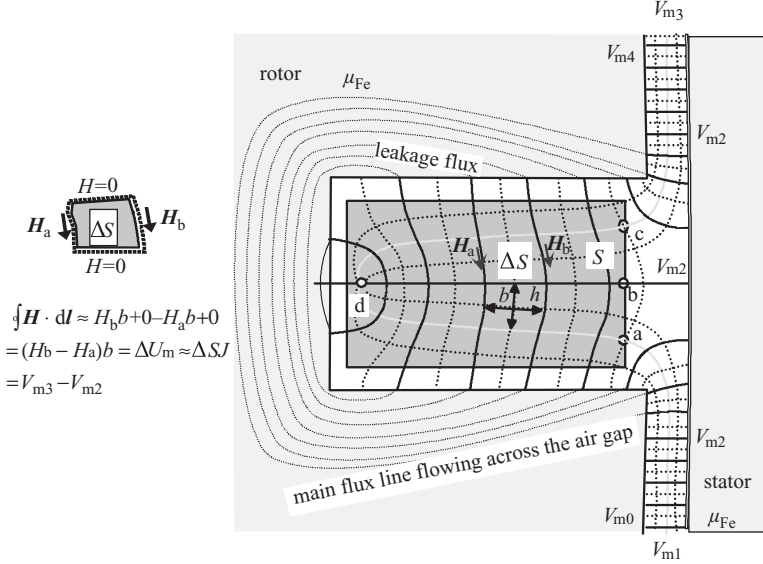 V_m3
rotor
μ_Fe
V_m4
V_m2
leakage flux
H=0
H_a
ΔS
H_b
H=0
c
H_a
H_b
ΔS
S
V_m2
d
b
h
b
a
∮H · dl ≈ H_b b+0–H_a b+0
=(H_b – H_a)b = ΔU_m ≈ ΔSJ
=V_m3 – V_m2
V_m2
main flux line flowing across the air gap
stator
V_m0
μ_Fe
V_m1